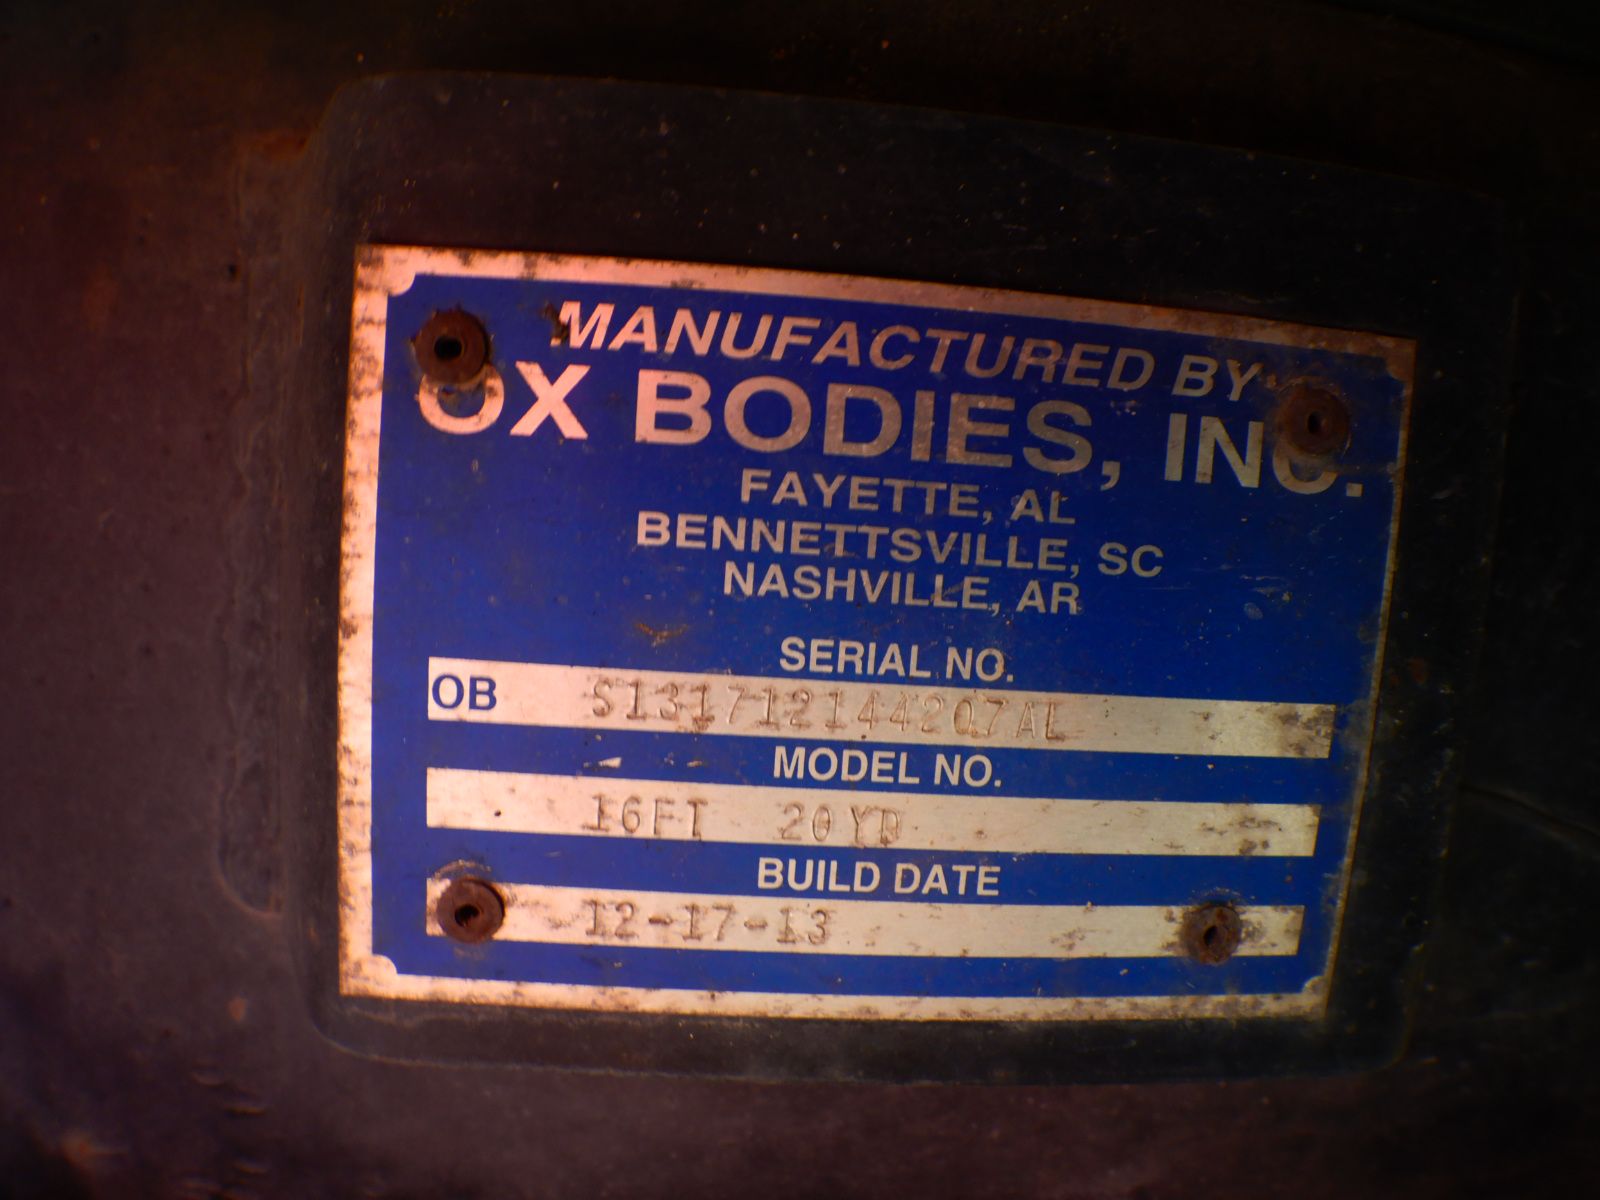 MANUFACTURED BY
OX BODIES, INC.
FAYETTE, AL
BENNETTSVILLE, SC
NASHVILLE, AR
SERIAL NO.
OB S131712144207AL
MODEL NO.
16FT 20YD
BUILD DATE
12-17-13